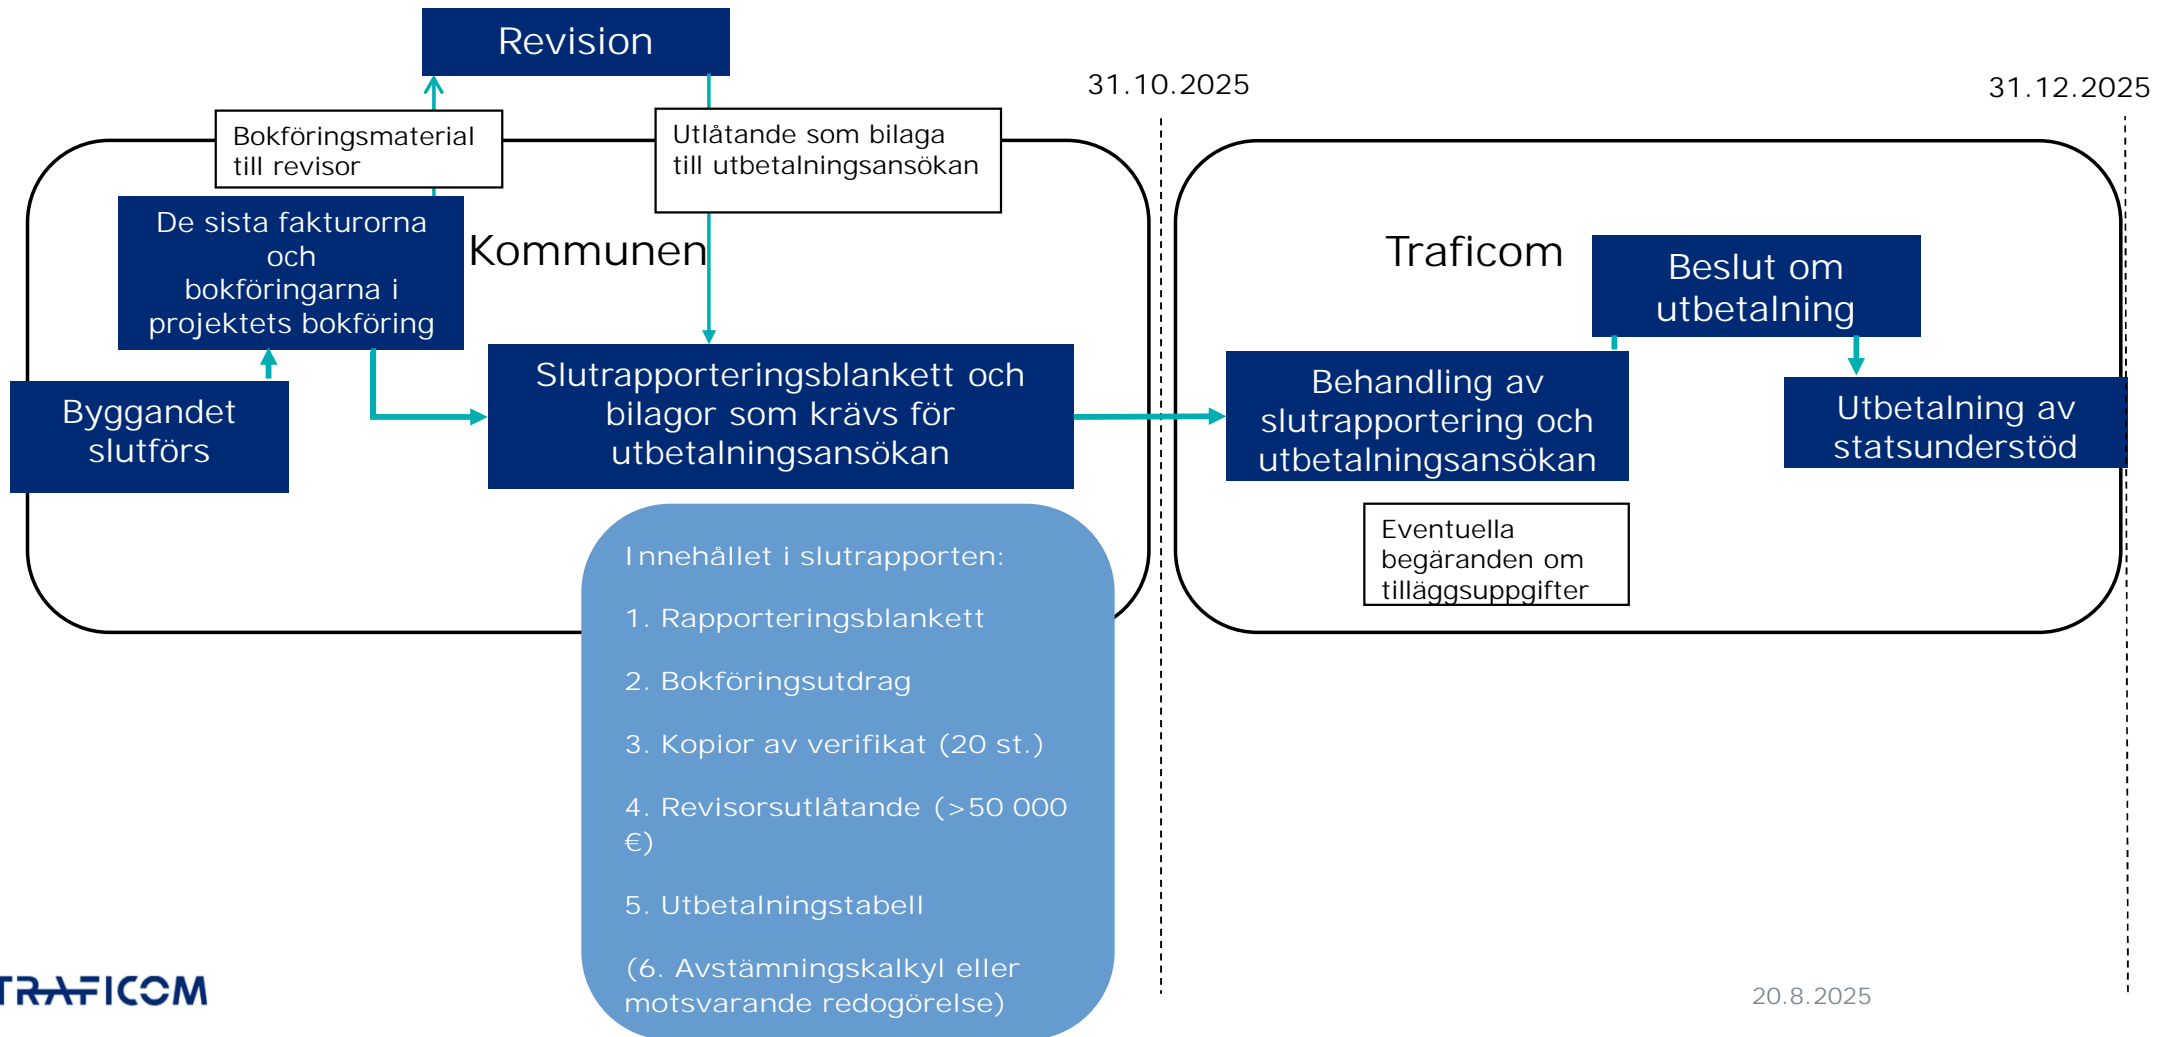 Revision
31.10.2025
31.12.2025
Bokföringsmaterial
till revisor
Utlåtande som bilaga
till utbetalningsansökan
De sista fakturorna
och
bokföringarna i
projektets bokföring
Kommunen
Traficom
Beslut om
utbetalning
Byggandet
slutförs
Slutrapporteringsblankett och
bilagor som krävs för
utbetalningsansökan
Behandling av
slutrapportering och
utbetalningsansökan
Utbetalning av
statsunderstöd
Eventuella
begäranden om
tilläggsuppgifter
Innehållet i slutrapporten:
1. Rapporteringsblankett
2. Bokföringsutdrag
3. Kopior av verifikat (20 st.)
4. Revisorsutlåtande (>50 000
€)
5. Utbetalningstabell
(6. Avstämningskalkyl eller
motsvarande redogörelse)
TRAFICOM
20.8.2025